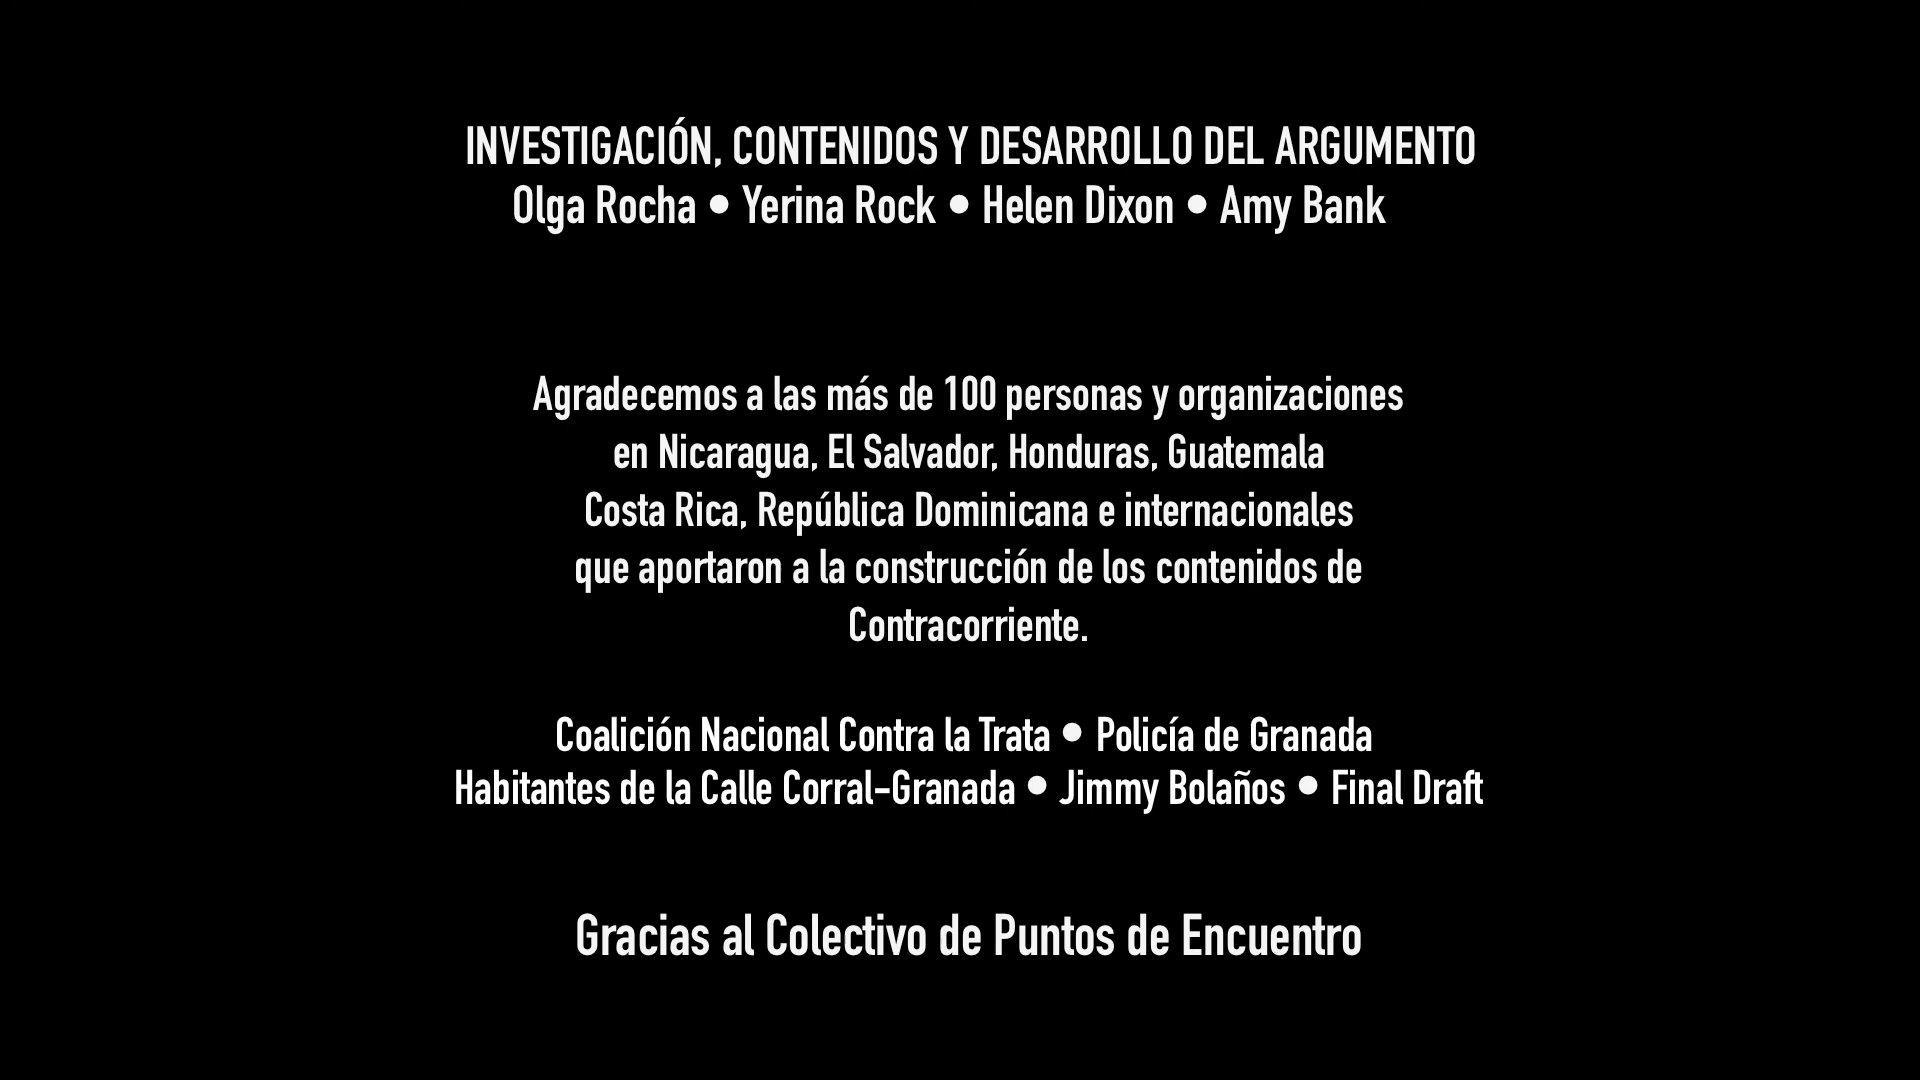 INVESTIGACIÓN, CONTENIDOS Y DESARROLLO DEL ARGUMENTO
Olga Rocha • Yerina Rock • Helen Dixon • Amy Bank
Agradecemos a las más de 100 personas y organizaciones
en Nicaragua, El Salvador, Honduras, Guatemala
Costa Rica, República Dominicana e internacionales
que aportaron a la construcción de los contenidos de
Contracorriente.
Coalición Nacional Contra la Trata • Policía de Granada
Habitantes de la Calle Corral-Granada • Jimmy Bolaños • Final Draft
Gracias al Colectivo de Puntos de Encuentro